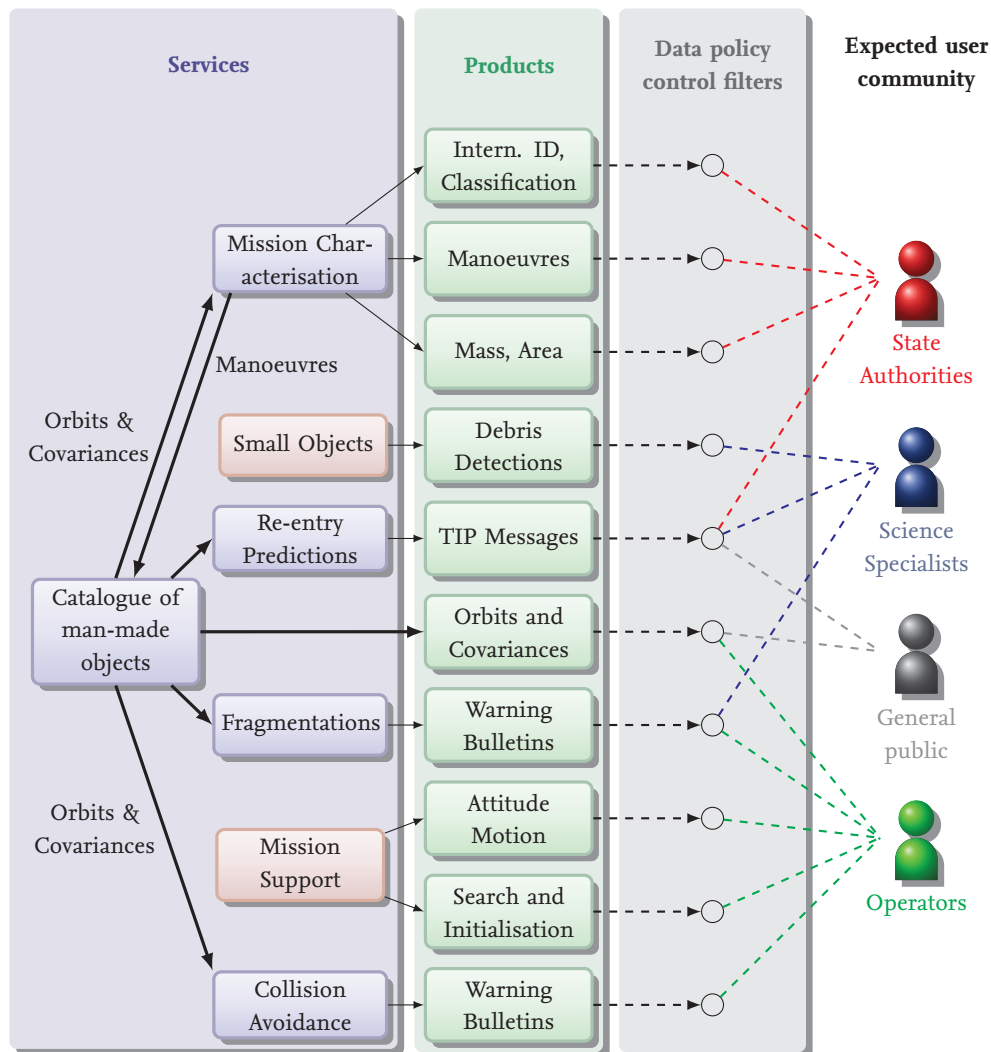 Services
Products
Data policy
control filters
Expected user
community
Intern. ID,
Classification
Mission Char-
acterisation
Manoeuvres
Manoeuvres
Mass, Area
State
Authorities
Orbits &
Covariances
Small Objects
Debris
Detections
Re-entry
Predictions
TIP Messages
Science
Specialists
Catalogue of
man-made
objects
Orbits and
Covariances
Fragmentations
Warning
Bulletins
General
public
Orbits &
Covariances
Attitude
Motion
Mission
Support
Search and
Initialisation
Operators
Collision
Avoidance
Warning
Bulletins